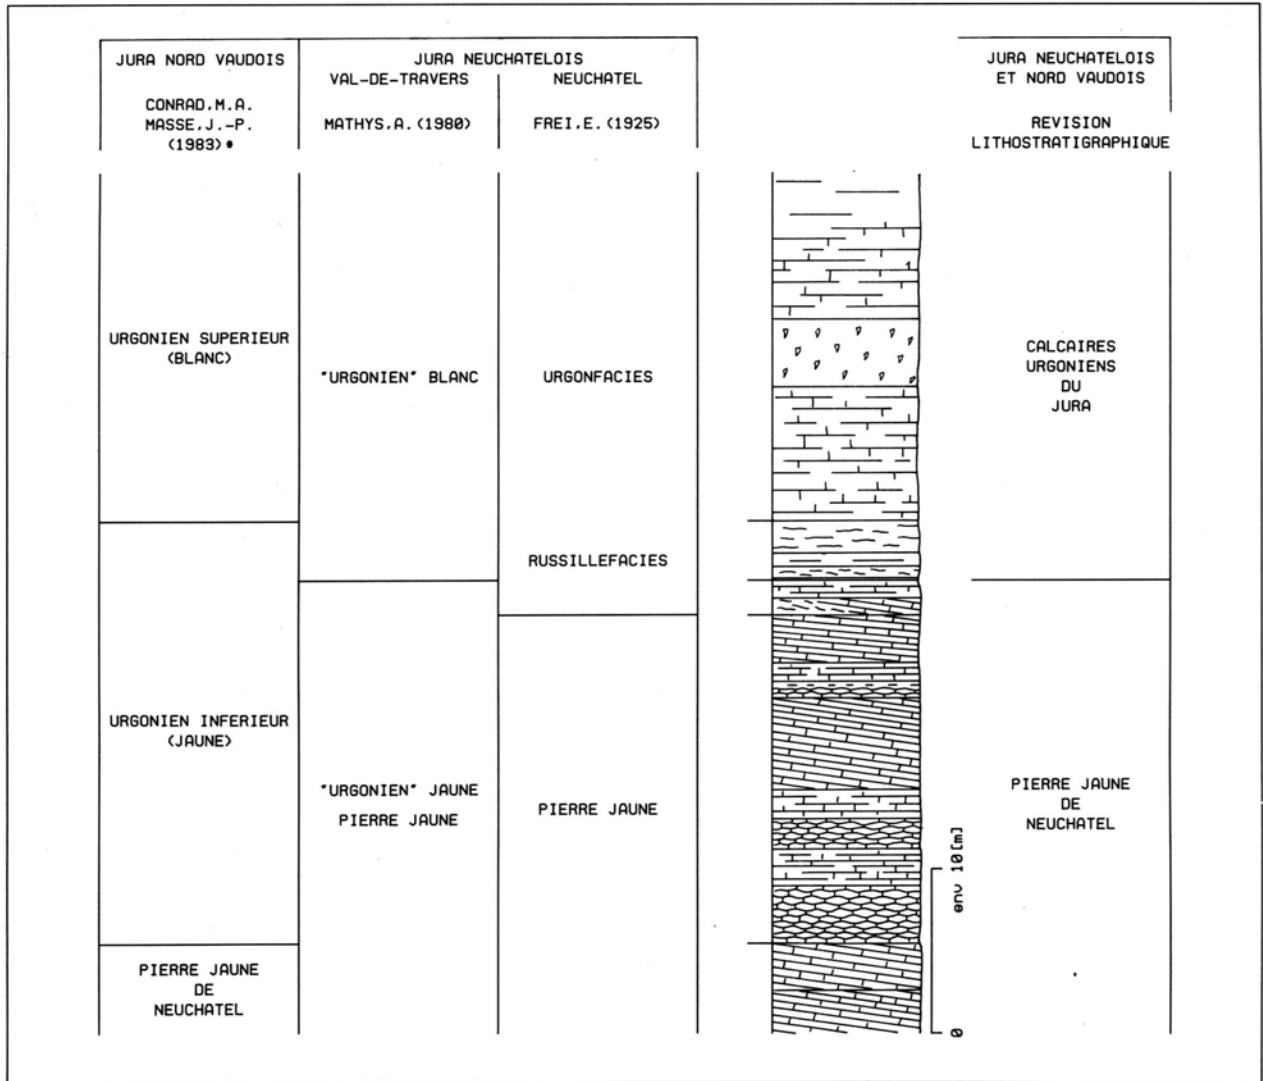 JURA NORD VAUDOIS
CONRAD,M.A.
MASSE,J.-P.
(1983)•
JURA NEUCHATELOIS
VAL-DE-TRAVERS
MATHYS,A.(1980)
NEUCHATEL
FREI,E.(1925)
JURA NEUCHATELOIS
ET NORD VAUDOIS
REVISION
LITHOSTRATIGRAPHIQUE
URGONIEN SUPERIEUR
(BLANC)
"URGONIEN" BLANC
URGONFACIES
CALCAIRES
URGONIENS
DU
JURA
RUSSILLEFACIES
URGONIEN INFERIEUR
(JAUNE)
"URGONIEN" JAUNE
PIERRE JAUNE
PIERRE JAUNE
PIERRE JAUNE
DE
NEUCHATEL
PIERRE JAUNE
DE
NEUCHATEL
0 env 10[m]